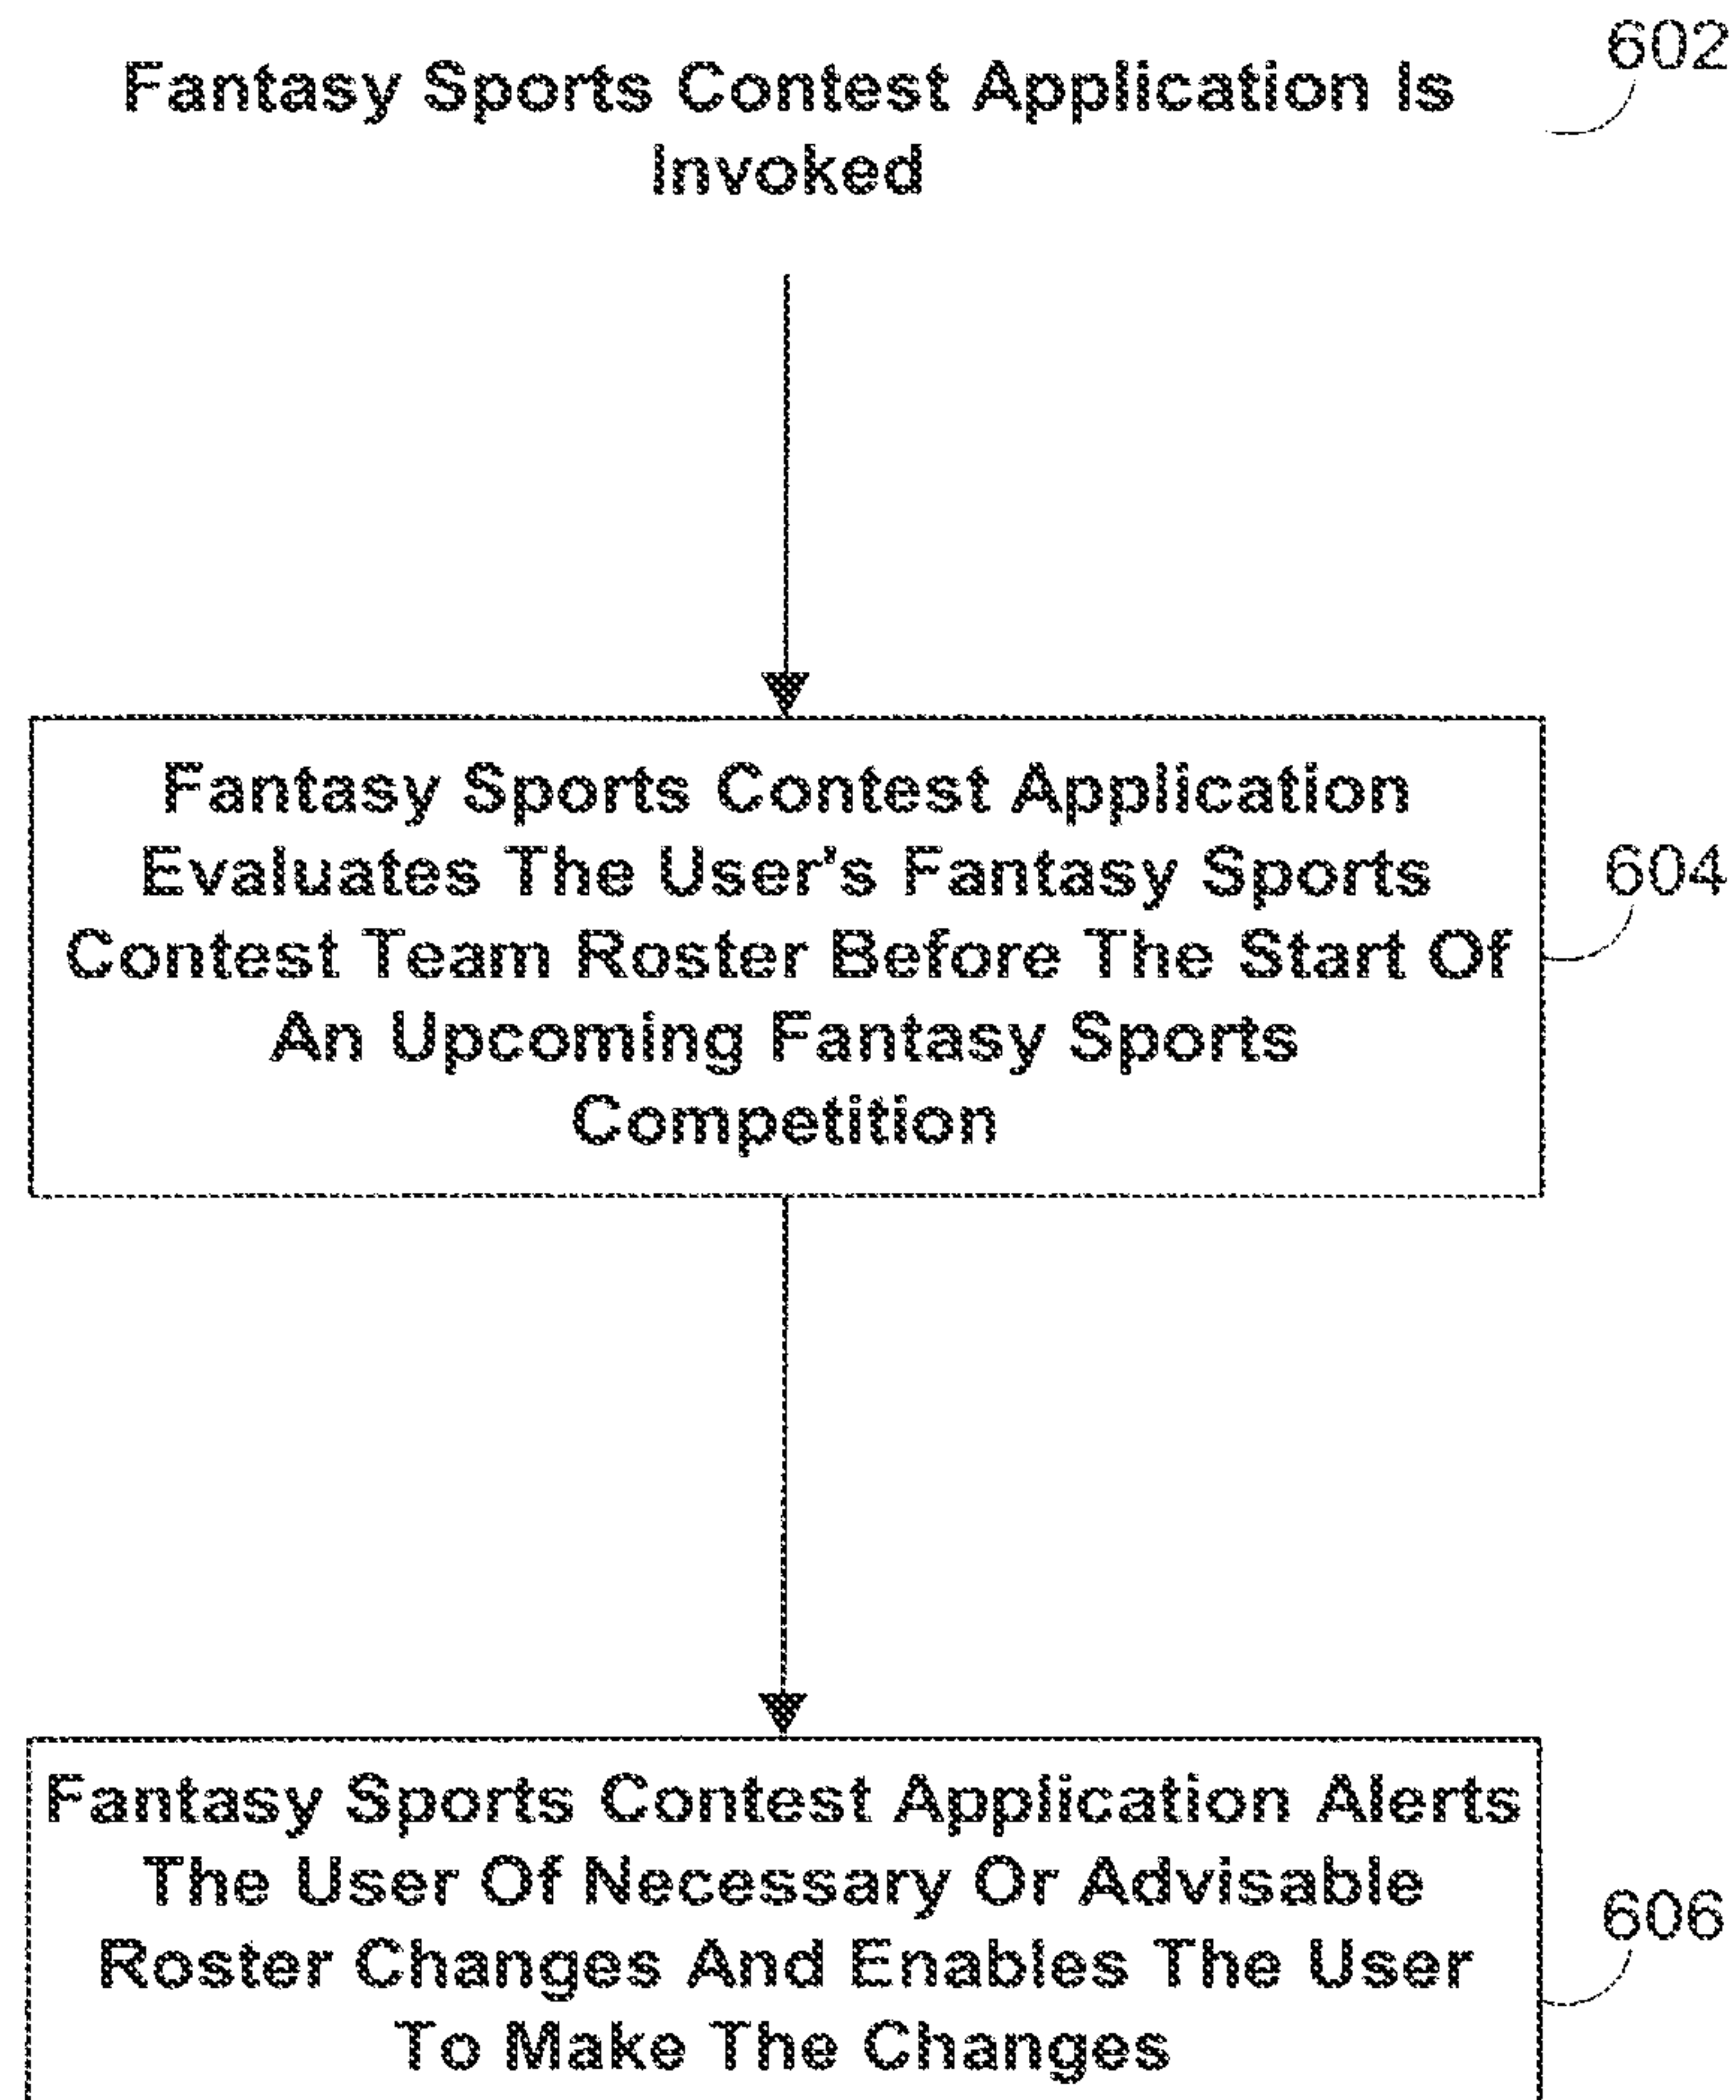 602
Fantasy Sports Contest Application Is
Invoked
Fantasy Sports Contest Application
Evaluates The User's Fantasy Sports
Contest Team Roster Before The Start Of
An Upcoming Fantasy Sports
Competition
604
Fantasy Sports Contest Application Alerts
The User Of Necessary Or Advisable
Roster Changes And Enables The User
To Make The Changes
606